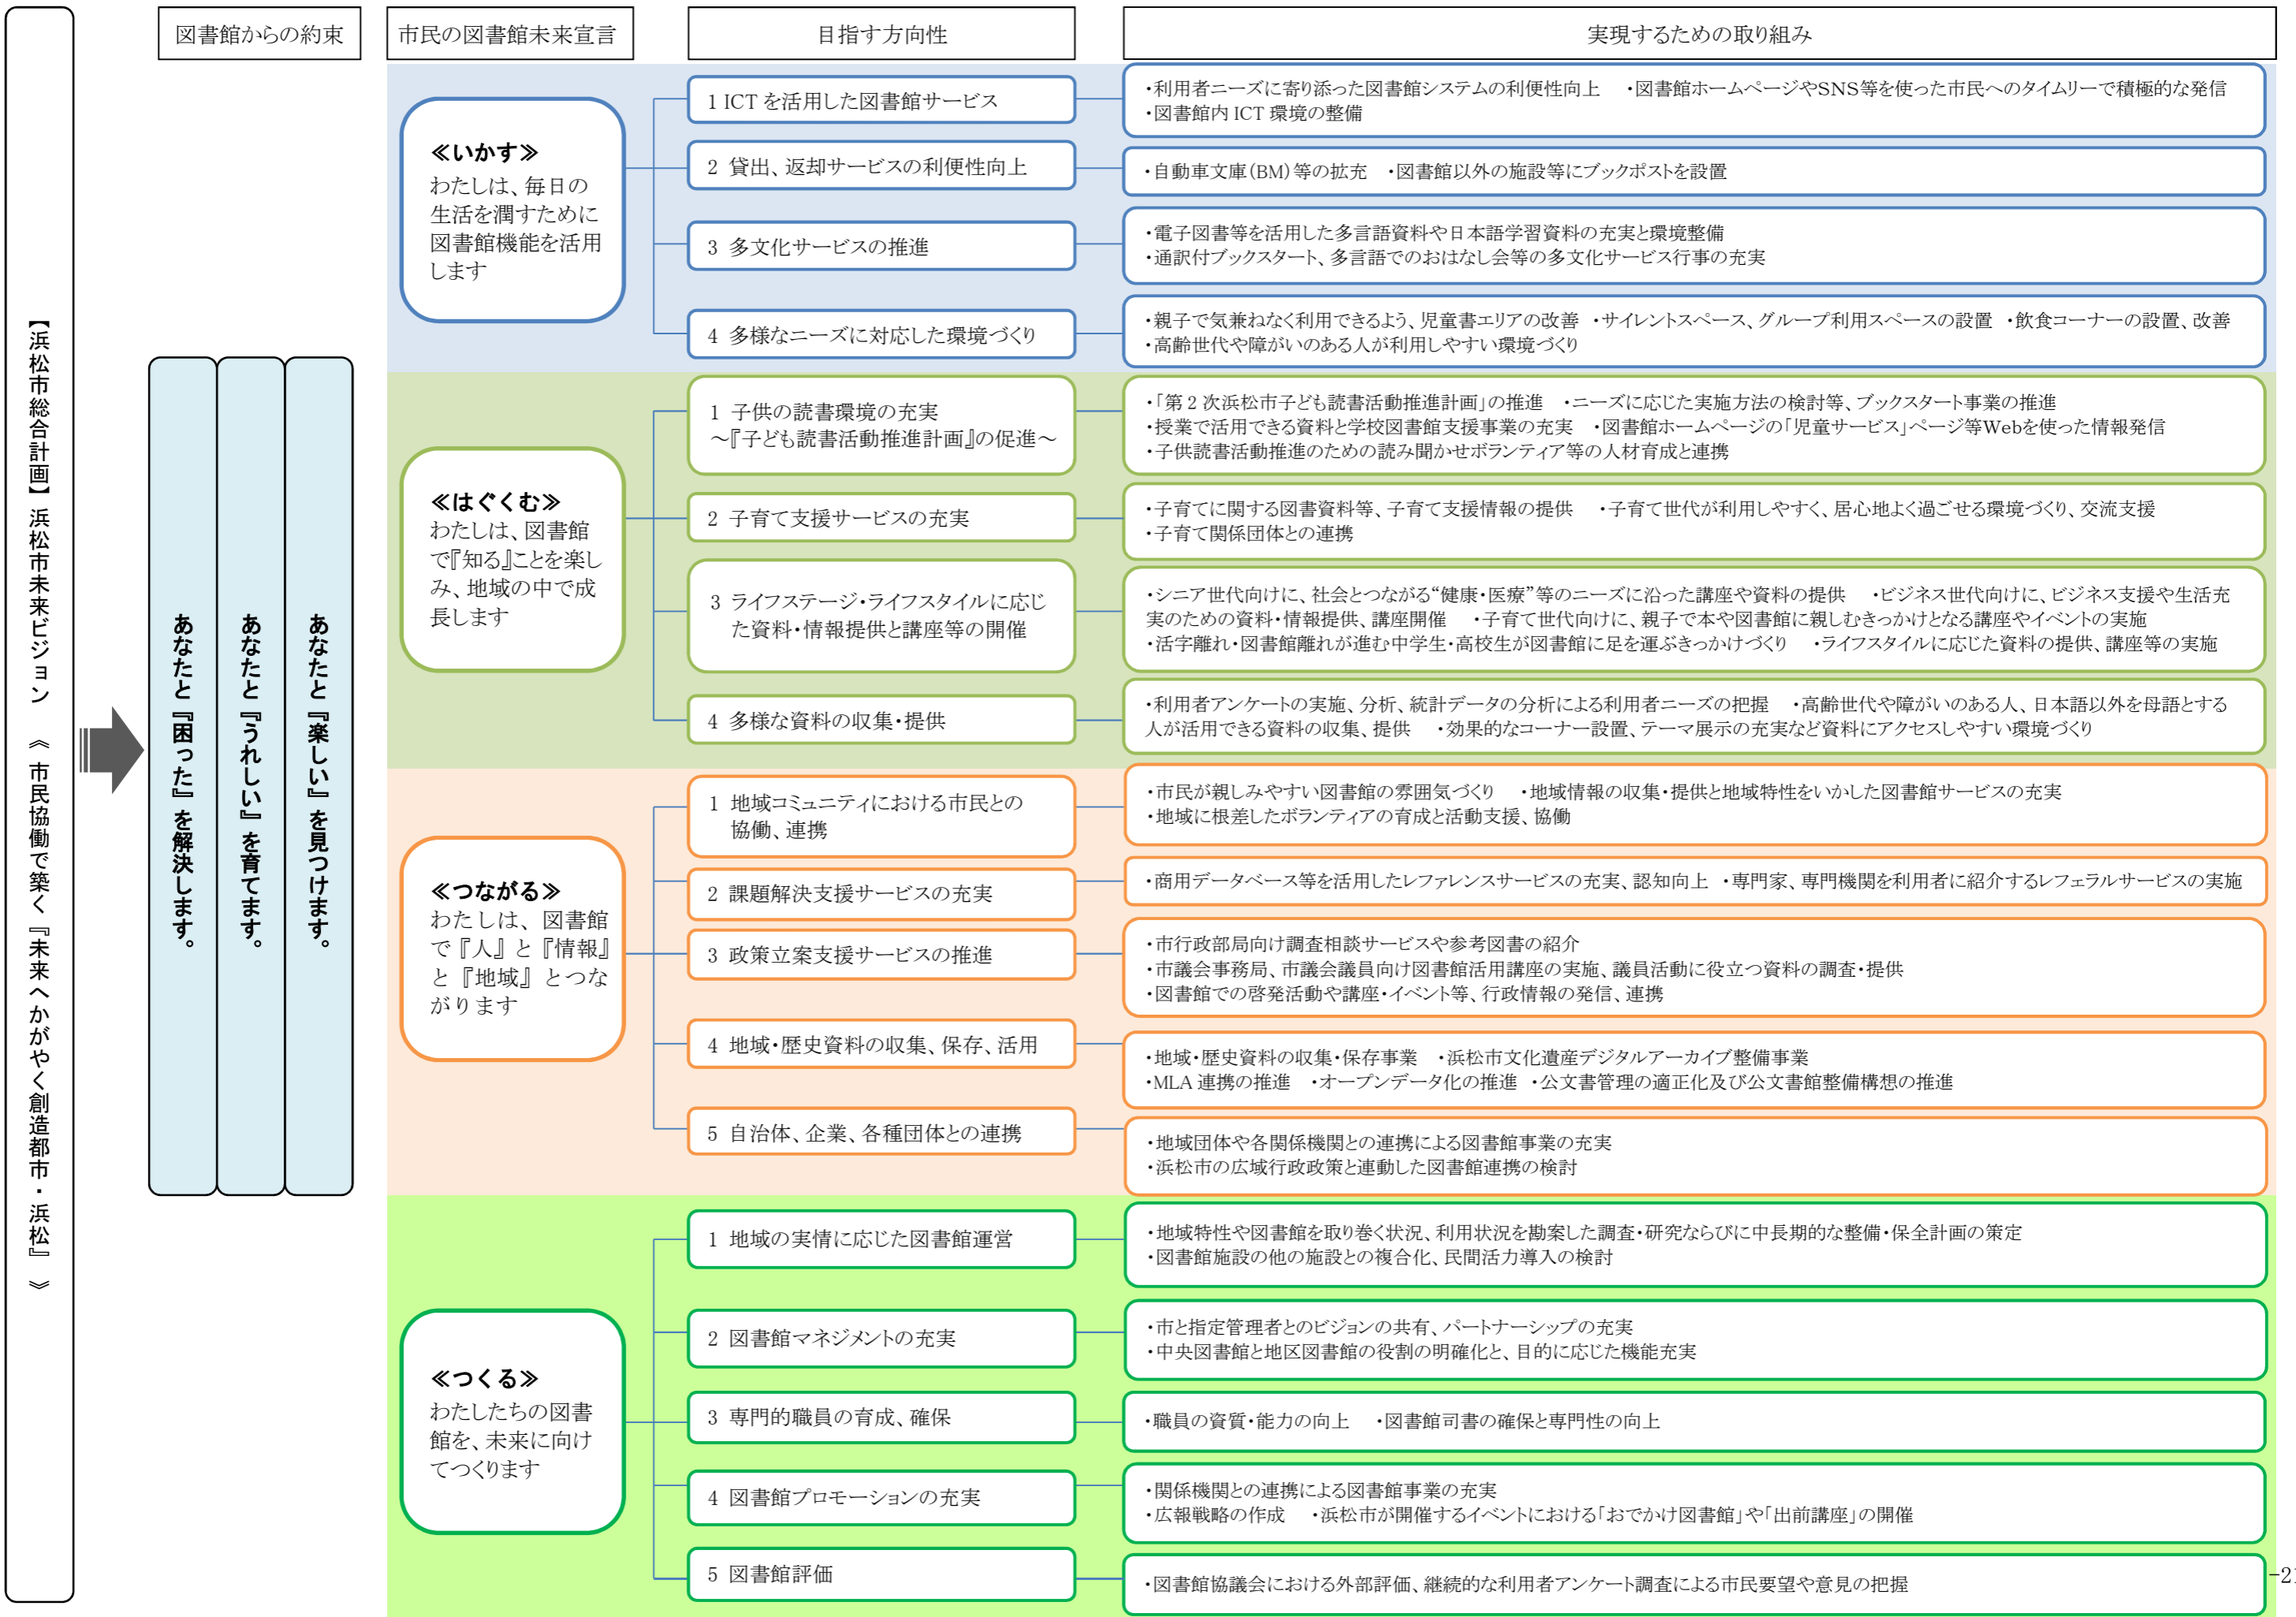 【浜松市総合計画】浜松市未来ビジョン 《 市民協働で築く『未来へかがやく創造都市・浜松』 》
図書館からの約束
市民の図書館未来宣言
目指す方向性
実現するための取り組み
あなたと『楽しい』を見つけます。
あなたと『うれしい』を育てます。
あなたと『困った』を解決します。
≪いかす≫
わたしは、毎日の
生活を潤すために
図書館機能を活用
します
1 ICT を活用した図書館サービス
・利用者ニーズに寄り添った図書館システムの利便性向上 ・図書館ホームページやSNS等を使った市民へのタイムリーで積極的な発信
・図書館内 ICT 環境の整備
2 貸出、返却サービスの利便性向上
・自動車文庫(BM)等の拡充 ・図書館以外の施設等にブックポストを設置
3 多文化サービスの推進
・電子図書等を活用した多言語資料や日本語学習資料の充実と環境整備
・通訳付ブックスタート、多言語でのおはなし会等の多文化サービス行事の充実
4 多様なニーズに対応した環境づくり
・親子で気兼ねなく利用できるよう、児童書エリアの改善 ・サイレントスペース、グループ利用スペースの設置 ・飲食コーナーの設置、改善
・高齢世代や障がいのある人が利用しやすい環境づくり
≪はぐくむ≫
わたしは、図書館
で『知る』ことを楽し
み、地域の中で成
長します
1 子供の読書環境の充実
～『子ども読書活動推進計画』の促進～
・「第 2 次浜松市子ども読書活動推進計画」の推進 ・ニーズに応じた実施方法の検討等、ブックスタート事業の推進
・授業で活用できる資料と学校図書館支援事業の充実 ・図書館ホームページの「児童サービス」ページ等Webを使った情報発信
・子供読書活動推進のための読み聞かせボランティア等の人材育成と連携
2 子育て支援サービスの充実
・子育てに関する図書資料等、子育て支援情報の提供 ・子育て世代が利用しやすく、居心地よく過ごせる環境づくり、交流支援
・子育て関係団体との連携
3 ライフステージ・ライフスタイルに応じ
た資料・情報提供と講座等の開催
・シニア世代向けに、社会とつながる“健康・医療”等のニーズに沿った講座や資料の提供 ・ビジネス世代向けに、ビジネス支援や生活充
実のための資料・情報提供、講座開催 ・子育て世代向けに、親子で本や図書館に親しむきっかけとなる講座やイベントの実施
・活字離れ・図書館離れが進む中学生・高校生が図書館に足を運ぶきっかけづくり ・ライフスタイルに応じた資料の提供、講座等の実施
4 多様な資料の収集・提供
・利用者アンケートの実施、分析、統計データの分析による利用者ニーズの把握 ・高齢世代や障がいのある人、日本語以外を母語とする
人が活用できる資料の収集、提供 ・効果的なコーナー設置、テーマ展示の充実など資料にアクセスしやすい環境づくり
≪つながる≫
わたしは、図書館
で『人』と『情報』
と『地域』とつな
がります
1 地域コミュニティにおける市民との
協働、連携
・市民が親しみやすい図書館の雰囲気づくり ・地域情報の収集・提供と地域特性をいかした図書館サービスの充実
・地域に根差したボランティアの育成と活動支援、協働
2 課題解決支援サービスの充実
・商用データベース等を活用したレファレンスサービスの充実、認知向上 ・専門家、専門機関を利用者に紹介するレフェラルサービスの実施
3 政策立案支援サービスの推進
・市行政部局向け調査相談サービスや参考図書の紹介
・市議会事務局、市議会議員向け図書館活用講座の実施、議員活動に役立つ資料の調査・提供
・図書館での啓発活動や講座・イベント等、行政情報の発信、連携
4 地域・歴史資料の収集、保存、活用
・地域・歴史資料の収集・保存事業 ・浜松市文化遺産デジタルアーカイブ整備事業
・MLA 連携の推進 ・オープンデータ化の推進 ・公文書管理の適正化及び公文書館整備構想の推進
5 自治体、企業、各種団体との連携
・地域団体や各関係機関との連携による図書館事業の充実
・浜松市の広域行政政策と連動した図書館連携の検討
≪つくる≫
わたしたちの図書
館を、未来に向け
てつくります
1 地域の実情に応じた図書館運営
・地域特性や図書館を取り巻く状況、利用状況を勘案した調査・研究ならびに中長期的な整備・保全計画の策定
・図書館施設の他の施設との複合化、民間活力導入の検討
2 図書館マネジメントの充実
・市と指定管理者とのビジョンの共有、パートナーシップの充実
・中央図書館と地区図書館の役割の明確化と、目的に応じた機能充実
3 専門的職員の育成、確保
・職員の資質・能力の向上 ・図書館司書の確保と専門性の向上
4 図書館プロモーションの充実
・関係機関との連携による図書館事業の充実
・広報戦略の作成 ・浜松市が開催するイベントにおける「おでかけ図書館」や「出前講座」の開催
5 図書館評価
・図書館協議会における外部評価、継続的な利用者アンケート調査による市民要望や意見の把握